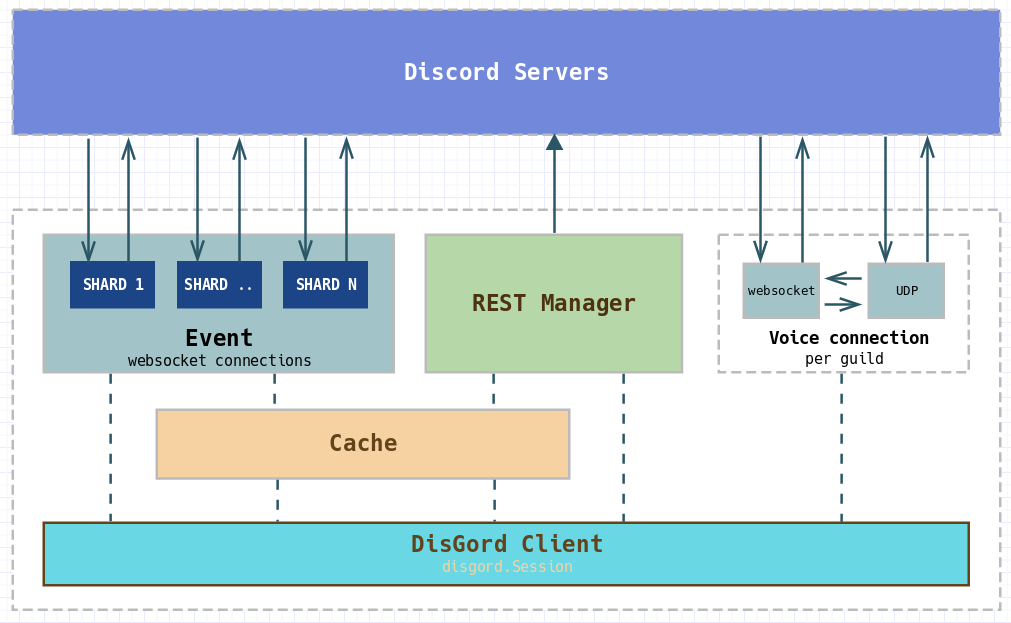 Discord Servers
SHARD 1
SHARD ..
SHARD N
Event
websocket connections
REST Manager
websocket
UDP
Voice connection
per guild
Cache
DisGord Client
disgord.Session